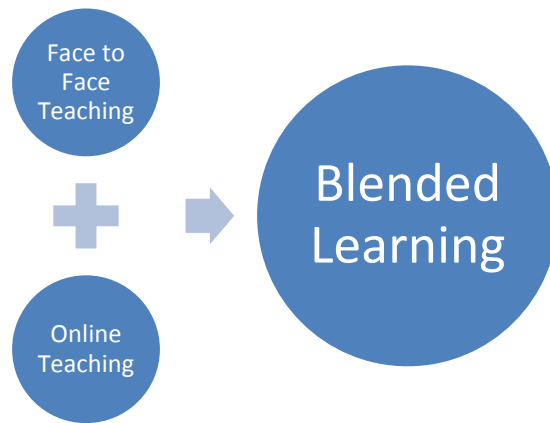 Face to
Face
Teaching
Online
Teaching
Blended
Learning